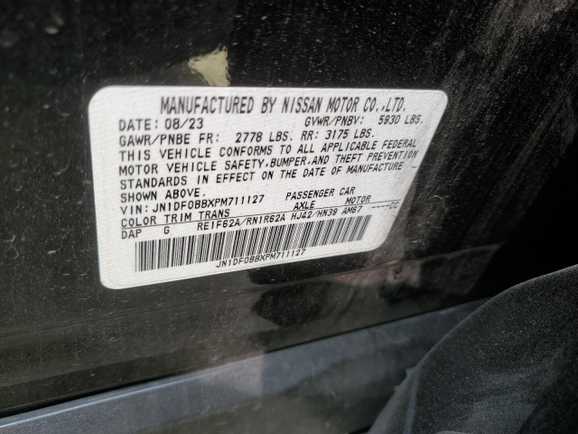 MANUFACTURED BY NISSAN MOTOR CO.,LTD.
DATE: 08/23 GVWR/PNBV: 5930 LBS.
GAWR/PNBE FR: 2778 LBS. RR: 3175 LBS.
THIS VEHICLE CONFORMS TO ALL APPLICABLE FEDERAL
MOTOR VEHICLE SAFETY, BUMPER, AND THEFT PREVENTION
STANDARDS IN EFFECT ON THE DATE OF MANUFACTURE
SHOWN ABOVE.
VIN: JN1DF0BBXPM711127 PASSENGER CAR
COLOR TRIM TRANS AXLE MOTOR
DAP G RE1F62A/RN1R62A HJ42/HN38 AM67
JN1DF0BBXPM711127